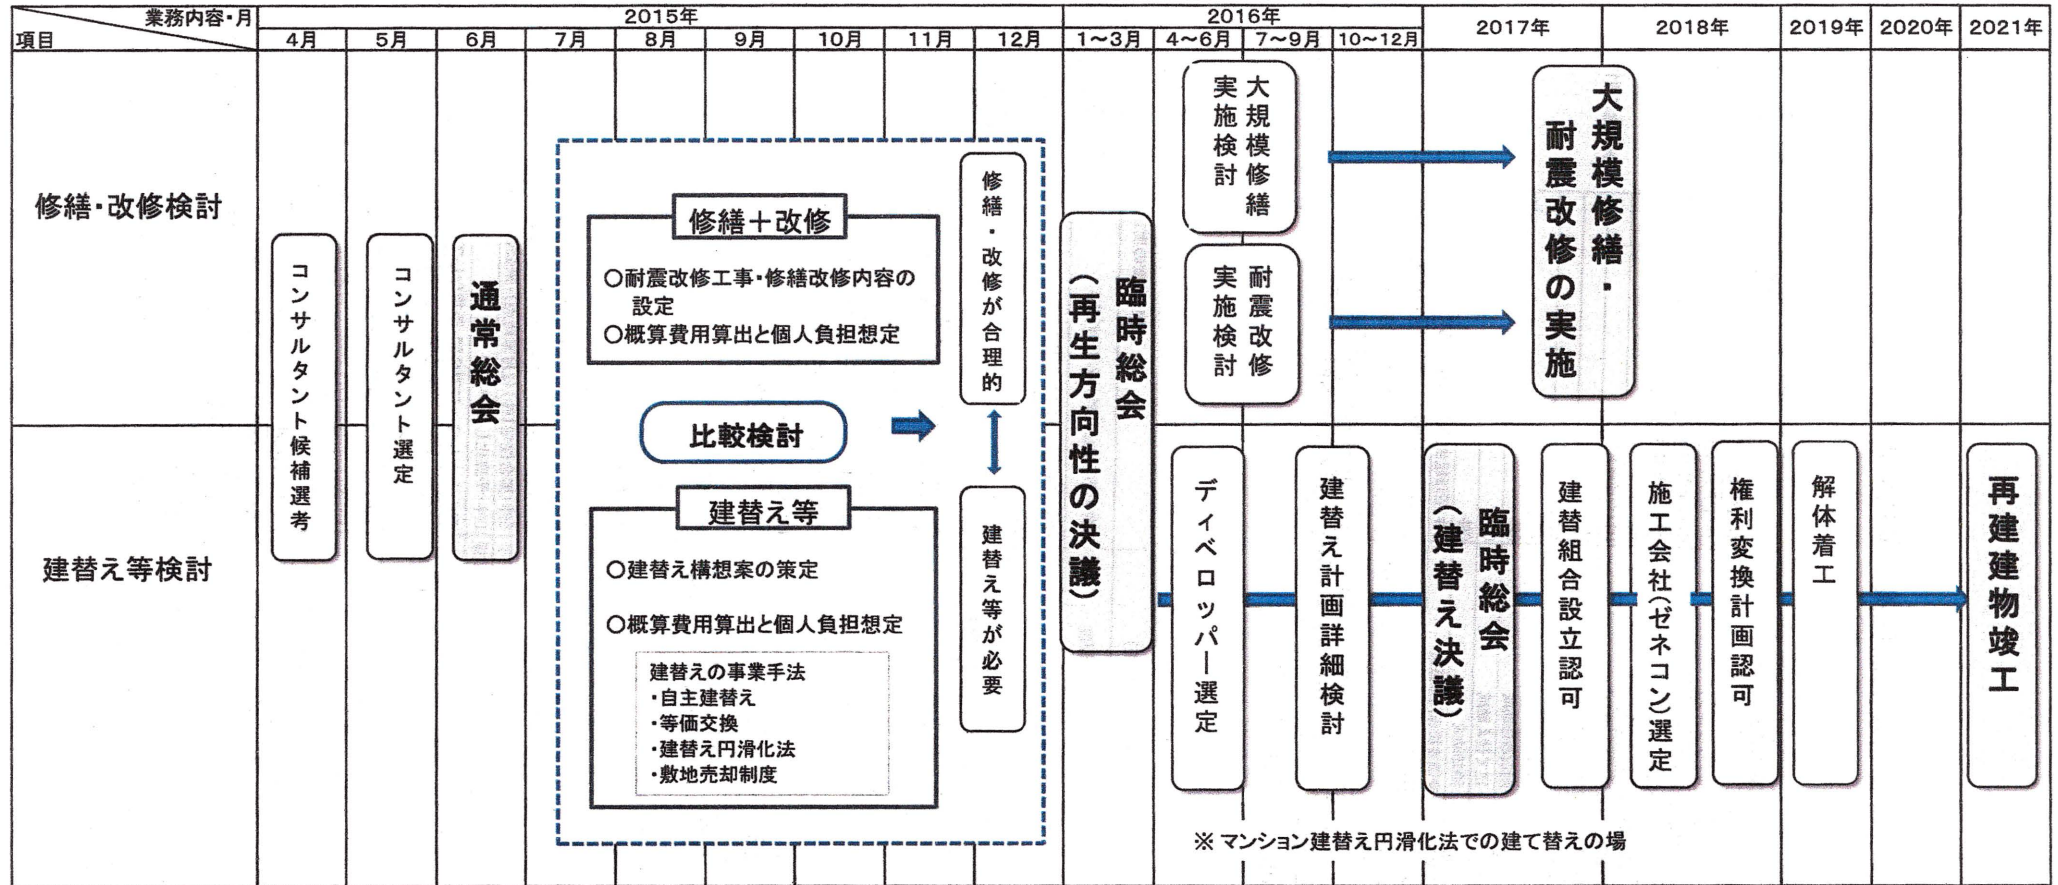 業務内容・月
項目
2015年
2016年
2017年
2018年
2019年
2020年
2021年
4月
5月
6月
7月
8月
9月
10月
11月
12月
1〜3月
4〜6月
7〜9月
10〜12月
修繕・改修検討
建替え等検討
コンサルタント候補選考
コンサルタント選定
通常総会
修繕＋改修
○耐震改修工事・修繕改修内容の
設定
○概算費用算出と個人負担想定
比較検討
建替え等
○建替え構想案の策定
○概算費用算出と個人負担想定
建替えの事業手法
・自主建替え
・等価交換
・建替え円滑化法
・敷地売却制度
修繕・改修が合理的
建替え等が必要
臨時総会
（再生方向性の決議）
大規模修繕
実施検討
耐震改修
実施検討
大規模修繕・
耐震改修の実施
ディベロッパー選定
建替え計画詳細検討
臨時総会
（建替え決議）
建替組合設立認可
施工会社（ゼネコン）選定
権利変換計画認可
解体着工
再建建物竣工
※ マンション建替え円滑化法での建て替えの場